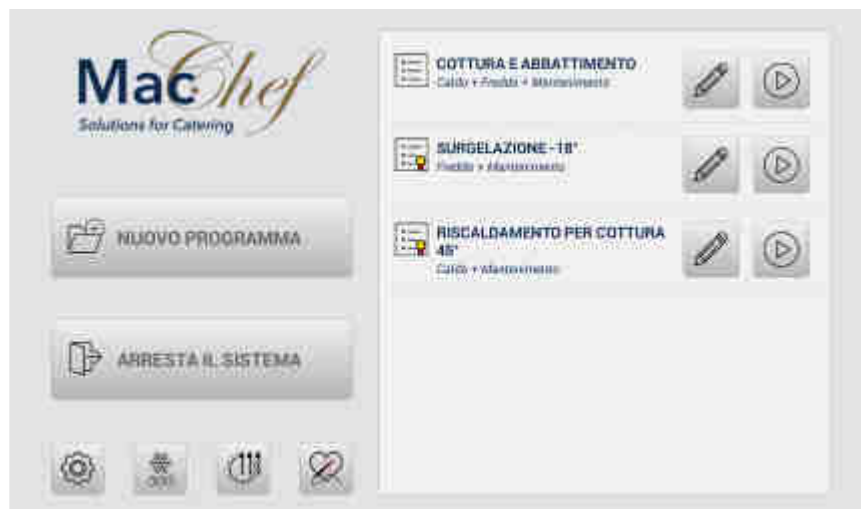 MacChef
Solutions for Catering
NUOVO PROGRAMMA
ARRESTA IL SISTEMA
COTTURA E ABBATTIMENTO
Caldo + Freddo + Mantenimento
SURGELAZIONE -18°
Freddo + Mantenimento
RISCALDAMENTO PER COTTURA
45°
Caldo + Mantenimento